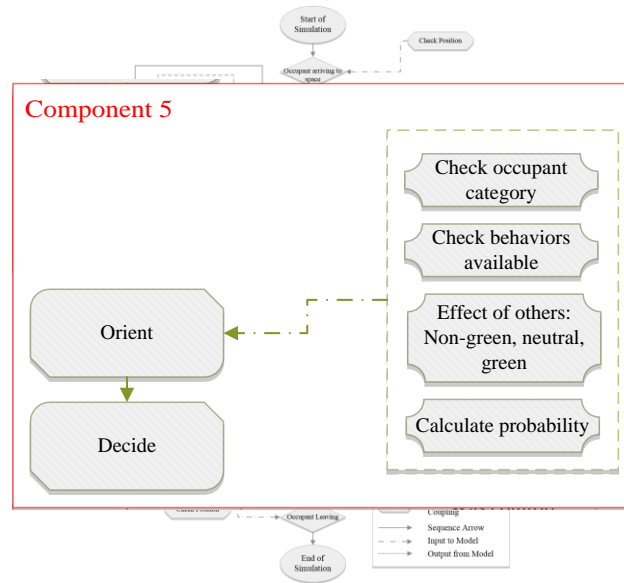 Start of
Simulation
Check Position
Occupant arriving to
space
Component 5
Check occupant
category
Check behaviors
available
Effect of others:
Non-green, neutral,
green
Calculate probability
Orient
Decide
Check Position
Occupant Leaving
Coupling
Sequence Arrow
Input to Model
Output from Model
End of
Simulation